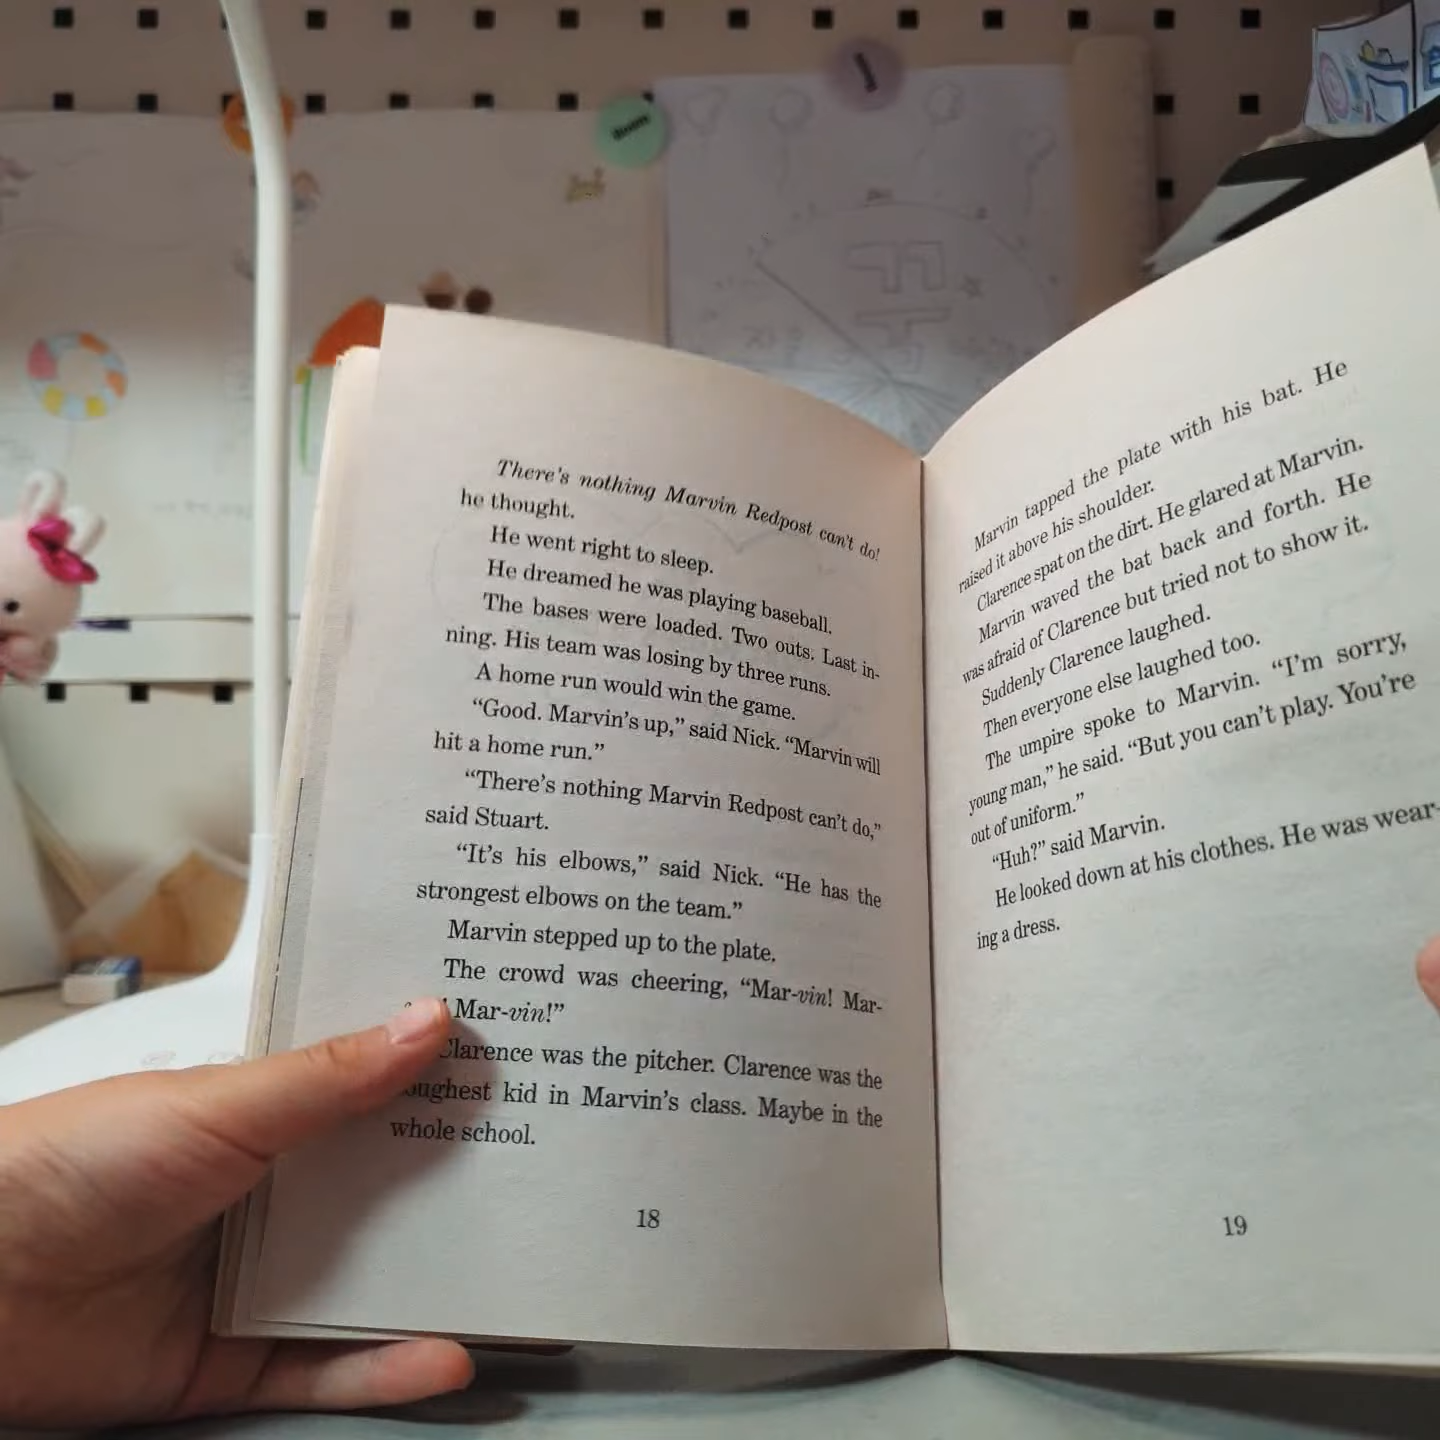 There's nothing Marvin Redpost can't do!
he thought.
He went right to sleep.
He dreamed he was playing baseball.
The bases were loaded. Two outs. Last in-
ning. His team was losing by three runs.
A home run would win the game.
“Good. Marvin’s up,” said Nick. “Marvin will
hit a home run.”
“There’s nothing Marvin Redpost can’t do,”
said Stuart.
“It’s his elbows,” said Nick. “He has the
strongest elbows on the team.”
Marvin stepped up to the plate.
The crowd was cheering, “Mar-vin! Mar-
Mar-vin!”
Clarence was the pitcher. Clarence was the
toughest kid in Marvin’s class. Maybe in the
whole school.
18
Marvin tapped the plate with his bat. He
raised it above his shoulder.
Clarence spat on the dirt. He glared at Marvin.
Marvin waved the bat back and forth. He
was afraid of Clarence but tried not to show it.
Suddenly Clarence laughed.
Then everyone else laughed too.
The umpire spoke to Marvin. “I’m sorry,
young man,” he said. “But you can’t play. You’re
out of uniform.”
“Huh?” said Marvin.
He looked down at his clothes. He was wear-
ing a dress.
19